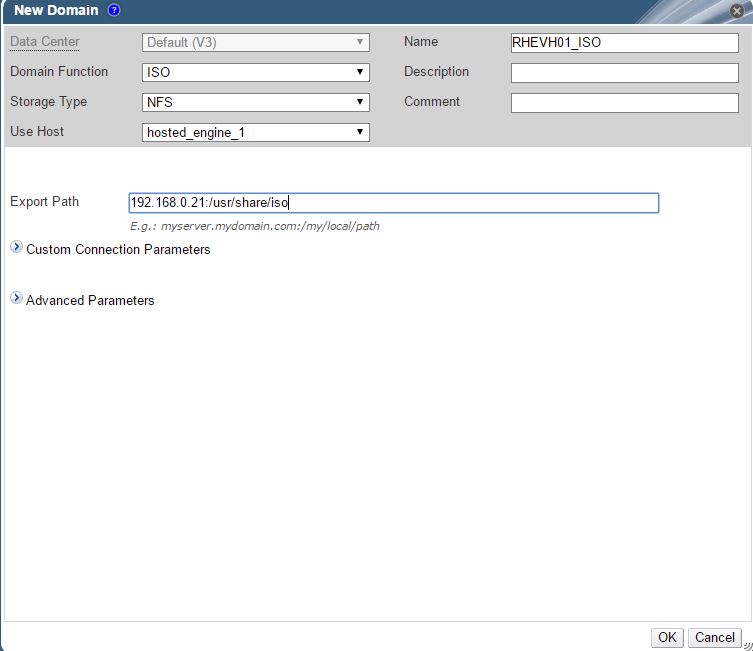 New Domain ?
Data Center Default (V3) Name RHEVH01_ISO
Domain Function ISO Description
Storage Type NFS Comment
Use Host hosted_engine_1
Export Path 192.168.0.21:/usr/share/iso
E.g.: myserver.mydomain.com:/my/local/path
Custom Connection Parameters
Advanced Parameters
OK Cancel